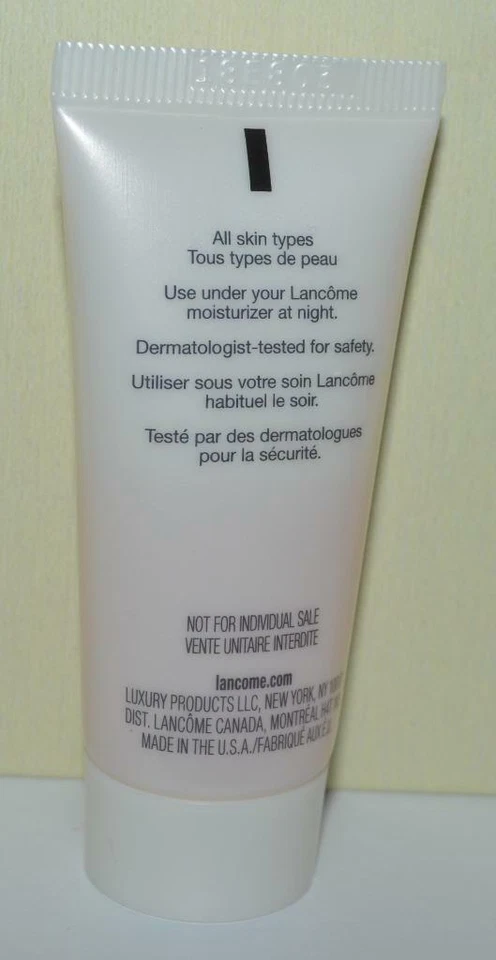 All skin types
Tous types de peau
Use under your Lancôme
moisturizer at night.
Dermatologist-tested for safety.
Utiliser sous votre soin Lancôme
habituel le soir.
Testé par des dermatologues
pour la sécurité.
NOT FOR INDIVIDUAL SALE
VENTE UNITAIRE INTERDITE
lancome.com
LUXURY PRODUCTS LLC, NEW YORK, NY
DIST. LANCÔME CANADA, MONTRÉAL
MADE IN THE U.S.A./FABRIQUÉ AUX